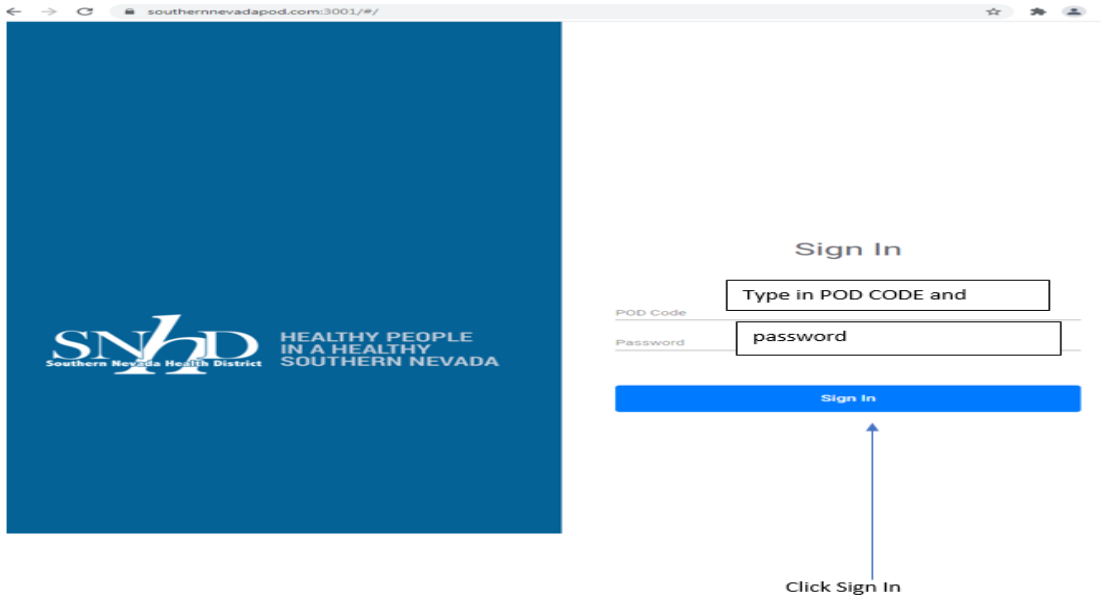 southernnevadapod.com:3001/#/
Sign In
Type in POD CODE and
POD Code
password
Password
Sign In
SNhD
Southern Nevada Health District
HEALTHY PEOPLE
IN A HEALTHY
SOUTHERN NEVADA
Click Sign In